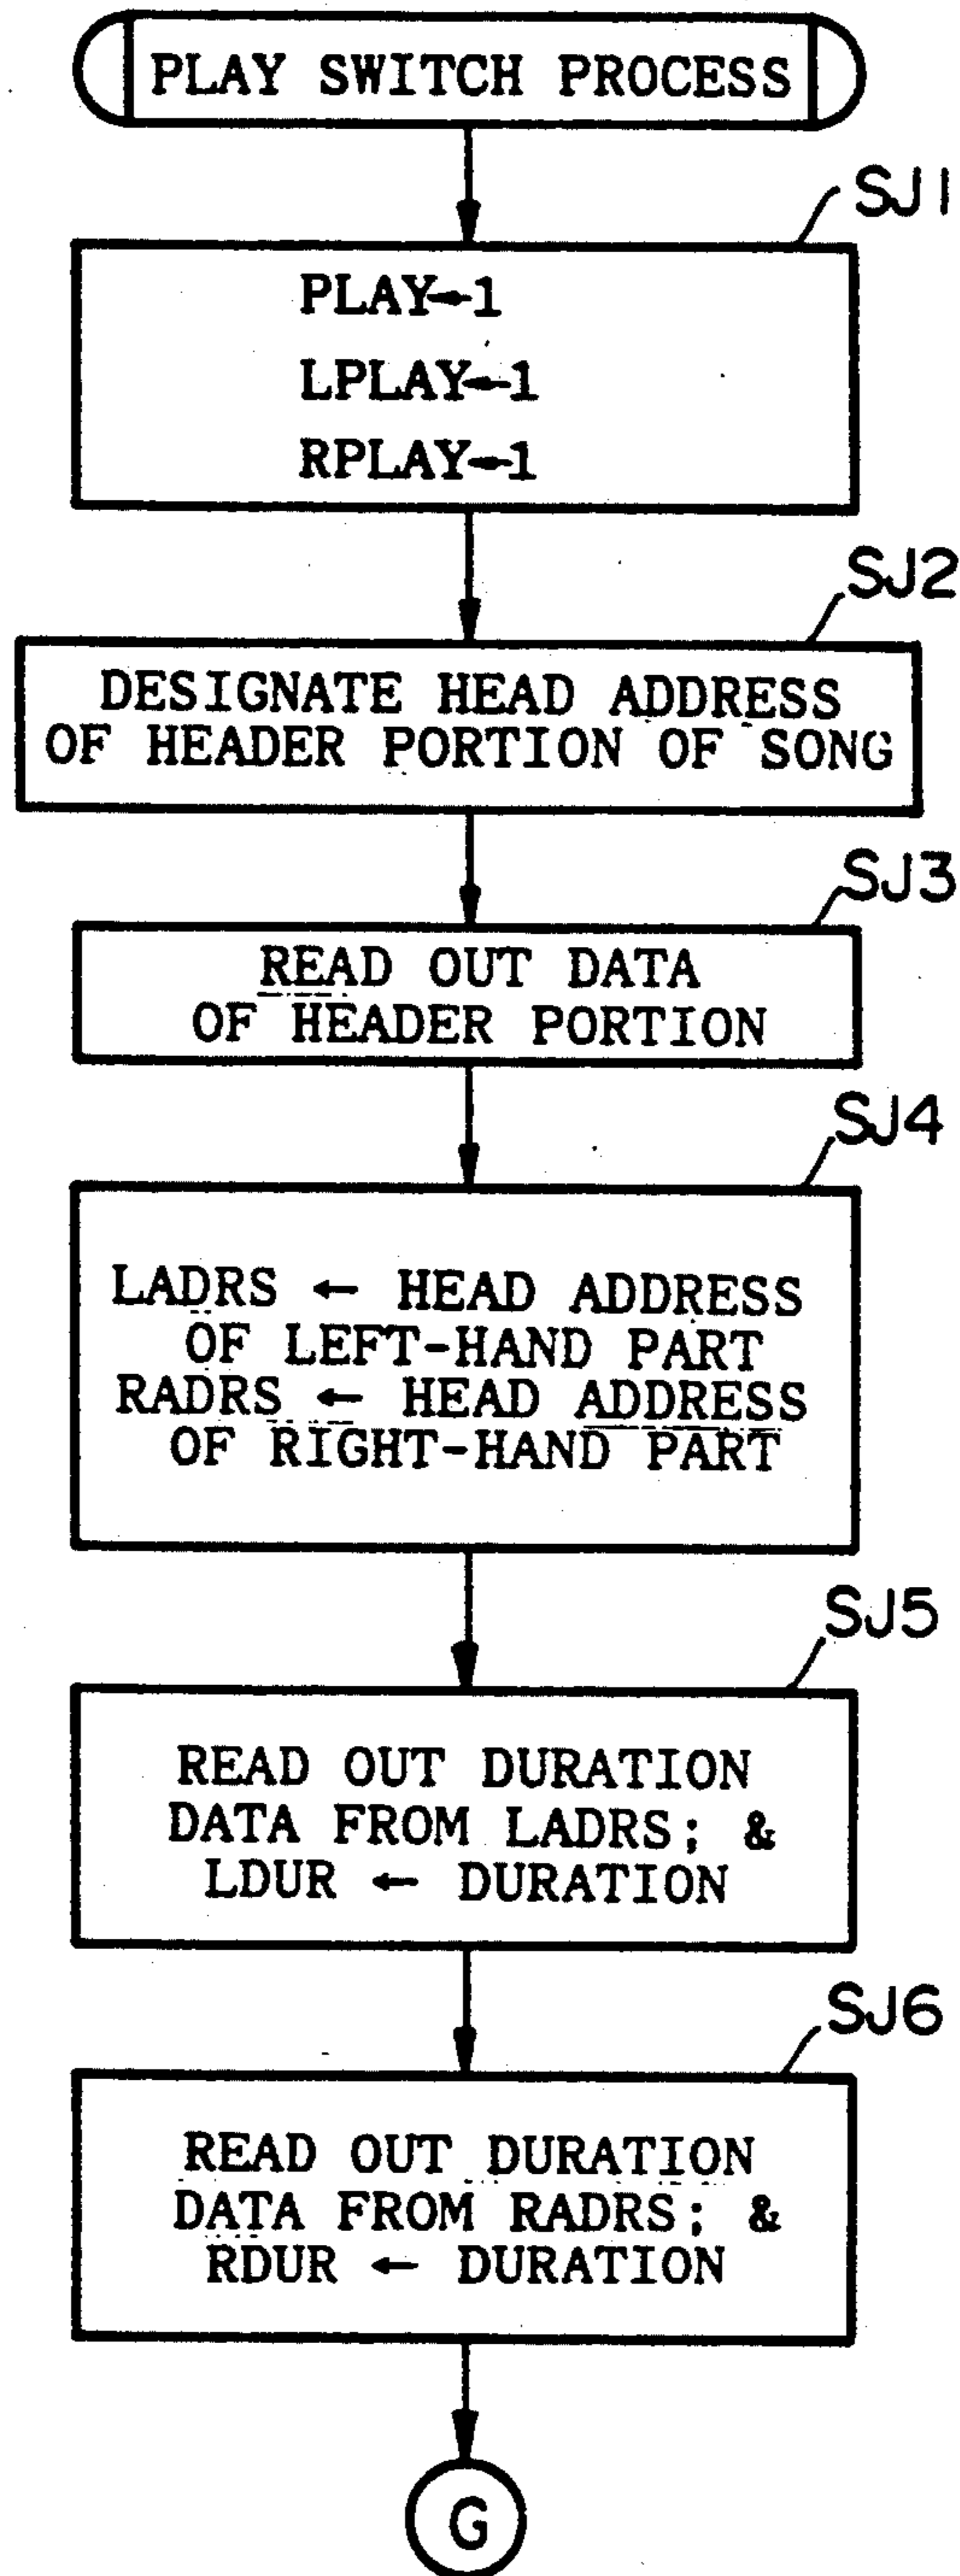 PLAY SWITCH PROCESS
SJ1
PLAY←1
LPLAY←1
RPLAY←1
SJ2
DESIGNATE HEAD ADDRESS
OF HEADER PORTION OF SONG
SJ3
READ OUT DATA
OF HEADER PORTION
SJ4
LADRS ← HEAD ADDRESS
OF LEFT-HAND PART
RADRS ← HEAD ADDRESS
OF RIGHT-HAND PART
SJ5
READ OUT DURATION
DATA FROM LADRS; &
LDUR ← DURATION
SJ6
READ OUT DURATION
DATA FROM RADRS; &
RDUR ← DURATION
G